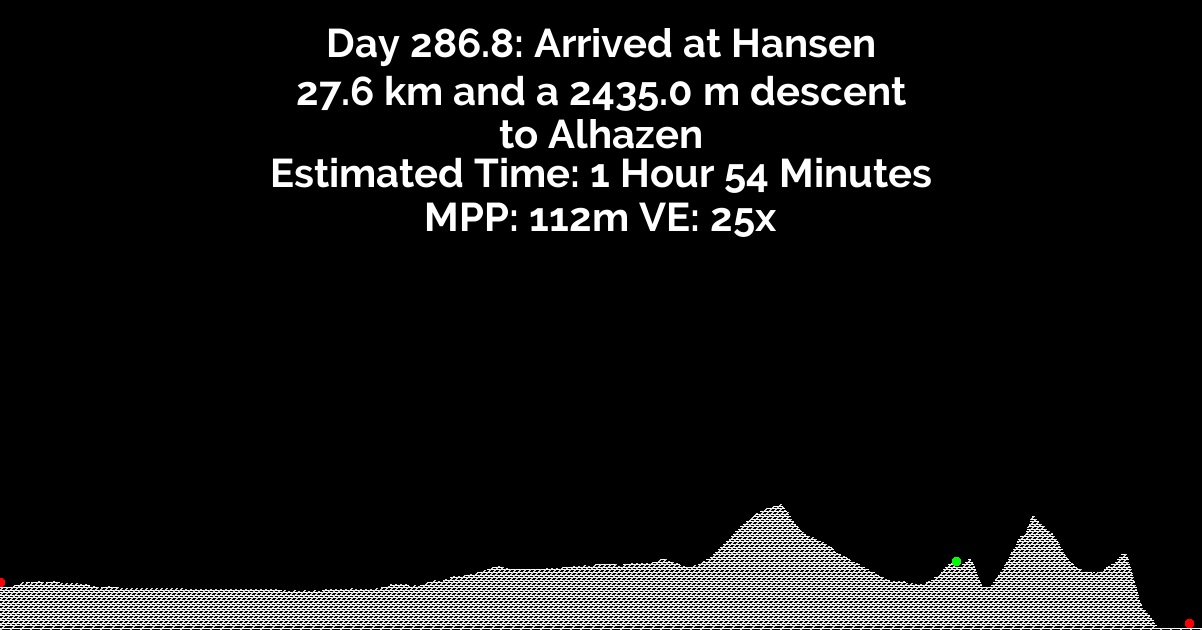 Day 286.8: Arrived at Hansen
27.6 km and a 2435.0 m descent
to Alhazen
Estimated Time: 1 Hour 54 Minutes
MPP: 112m VE: 25x